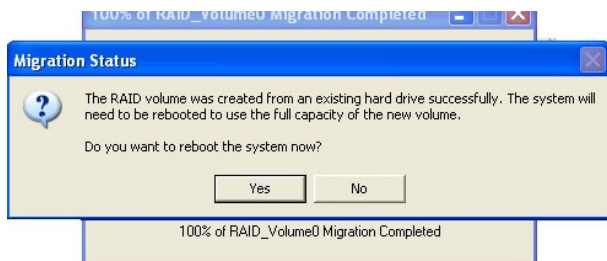 100% of RAID_Volume0 Migration Completed
Migration Status
The RAID volume was created from an existing hard drive successfully. The system will
need to be rebooted to use the full capacity of the new volume.
Do you want to reboot the system now?
Yes
No
100% of RAID_Volume0 Migration Completed